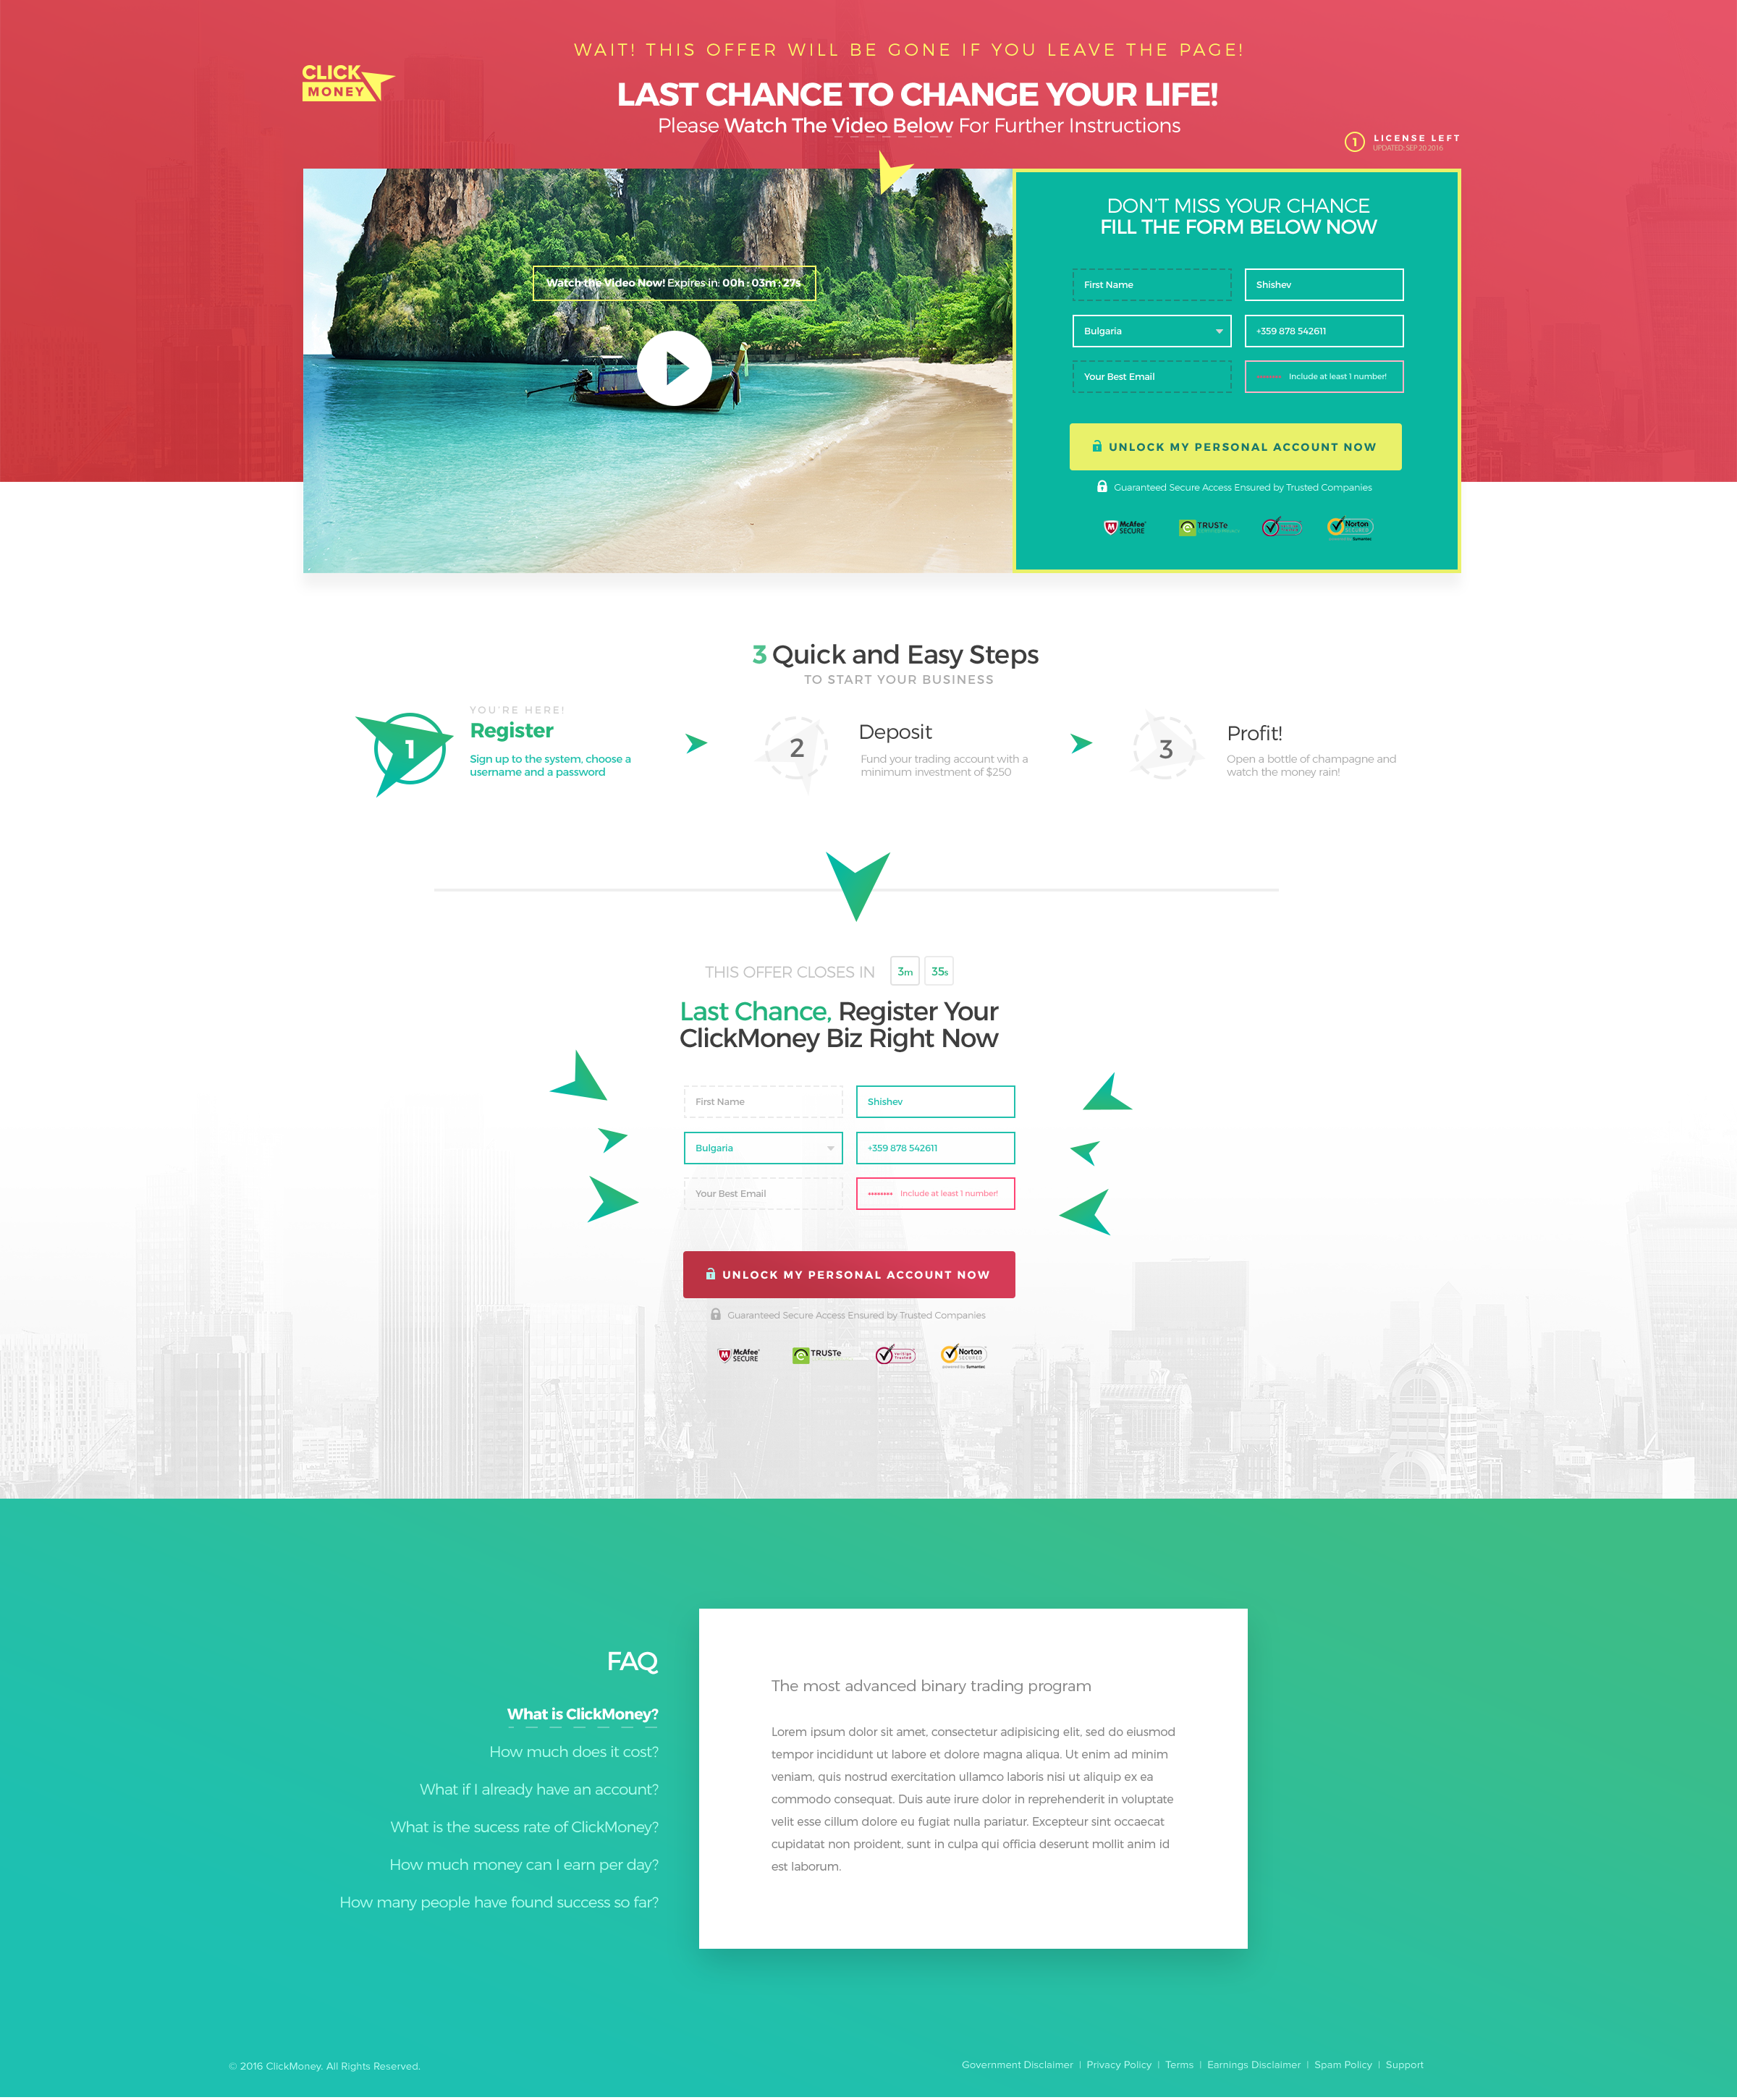 WAIT! THIS OFFER WILL BE GONE IF YOU LEAVE THE PAGE!
CLICK
MONEY
LAST CHANCE TO CHANGE YOUR LIFE!
Please Watch The Video Below For Further Instructions
1
LICENSE LEFT
UPDATED: SEP 20 2016
Watch the Video Now! Expires in: 00h : 03m : 27s
DON'T MISS YOUR CHANCE
FILL THE FORM BELOW NOW
First Name
Shishev
Bulgaria
+359 878 542611
Your Best Email
Include at least 1 number!
UNLOCK MY PERSONAL ACCOUNT NOW
Guaranteed Secure Access Ensured by Trusted Companies
McAfee
SECURE
TRUSTe
Norton
Symantec
3 Quick and Easy Steps
TO START YOUR BUSINESS
1
YOU'RE HERE!
Register
Sign up to the system, choose a
username and a password
2
Deposit
Fund your trading account with a
minimum investment of $250
3
Profit!
Open a bottle of champagne and
watch the money rain!
THIS OFFER CLOSES IN 3m 35s
Last Chance, Register Your
ClickMoney Biz Right Now
First Name
Shishev
Bulgaria
+359 878 542611
Your Best Email
Include at least 1 number!
UNLOCK MY PERSONAL ACCOUNT NOW
Guaranteed Secure Access Ensured by Trusted Companies
McAfee
SECURE
TRUSTe
VeriSign
Trusted
Norton
SECURED
powered by Symantec
FAQ
What is ClickMoney?
How much does it cost?
What if I already have an account?
What is the sucess rate of ClickMoney?
How much money can I earn per day?
How many people have found success so far?
The most advanced binary trading program
Lorem ipsum dolor sit amet, consectetur adipisicing elit, sed do eiusmod
tempor incididunt ut labore et dolore magna aliqua. Ut enim ad minim
veniam, quis nostrud exercitation ullamco laboris nisi ut aliquip ex ea
commodo consequat. Duis aute irure dolor in reprehenderit in voluptate
velit esse cillum dolore eu fugiat nulla pariatur. Excepteur sint occaecat
cupidatat non proident, sunt in culpa qui officia deserunt mollit anim id
est laborum.
© 2016 ClickMoney. All Rights Reserved.
Government Disclaimer | Privacy Policy | Terms | Earnings Disclaimer | Spam Policy | Support